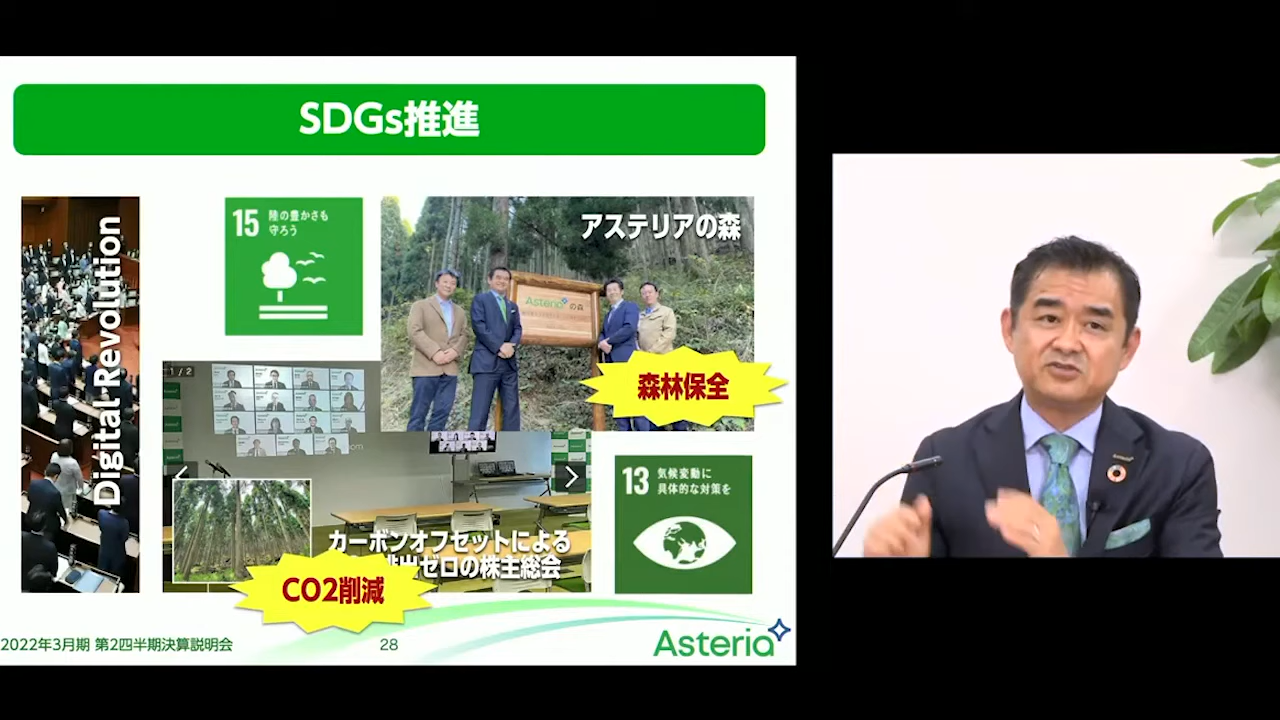 SDGs推進
Digital Revolution
15 陸の豊かさも
守ろう
アステリアの森
Asteria の森
森林保全
1 / 2
カーボンオフセットによる
排出ゼロの株主総会
CO2削減
13 気候変動に
具体的な対策を
2022年3月期 第2四半期決算説明会
28
Asteria